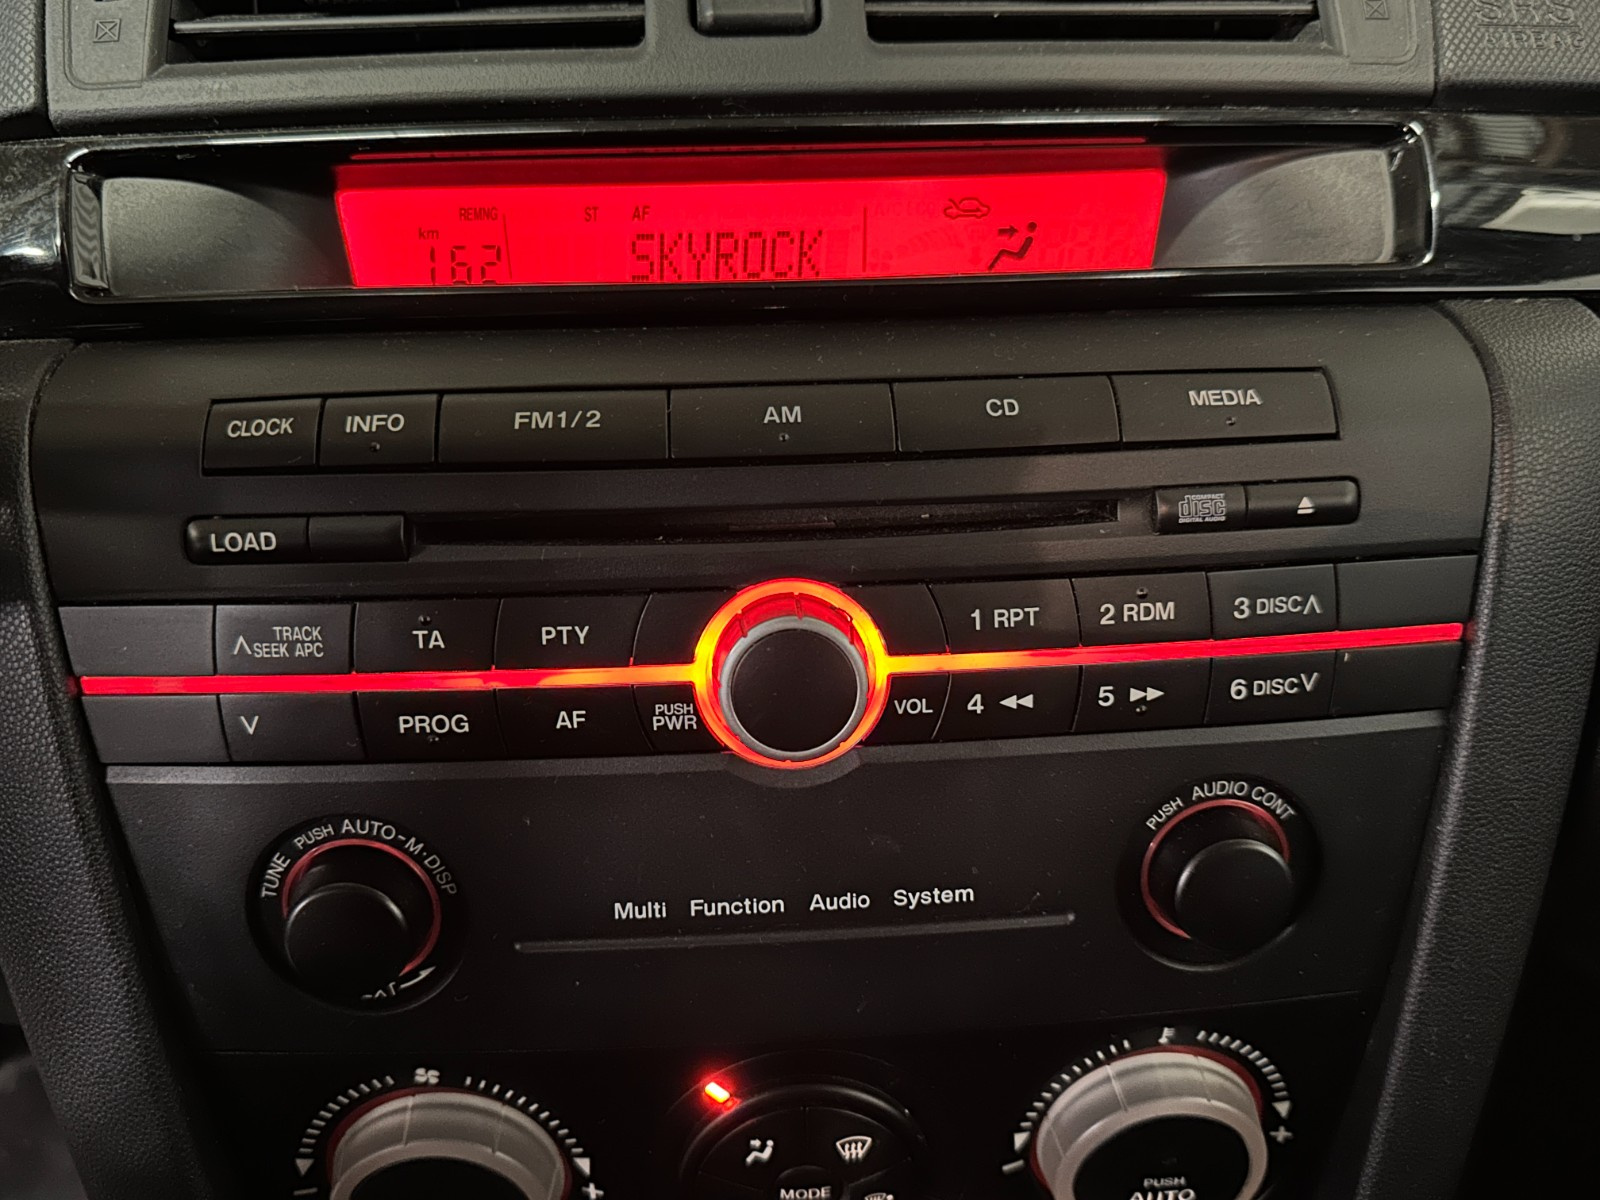 SRS
AIRBAG
REMNG ST AF
km 162 SKYROCK
CLOCK INFO FM1/2 AM CD MEDIA
LOAD COMPACT disc DIGITAL AUDIO
TRACK
SEEK APC TA PTY 1 RPT 2 RDM 3 DISC
PROG AF PUSH PWR VOL 4 5 6 DISC
TUNE PUSH AUTO-M·DISP
PUSH AUDIO CONT
Multi Function Audio System
MODE
PUSH
AUTO